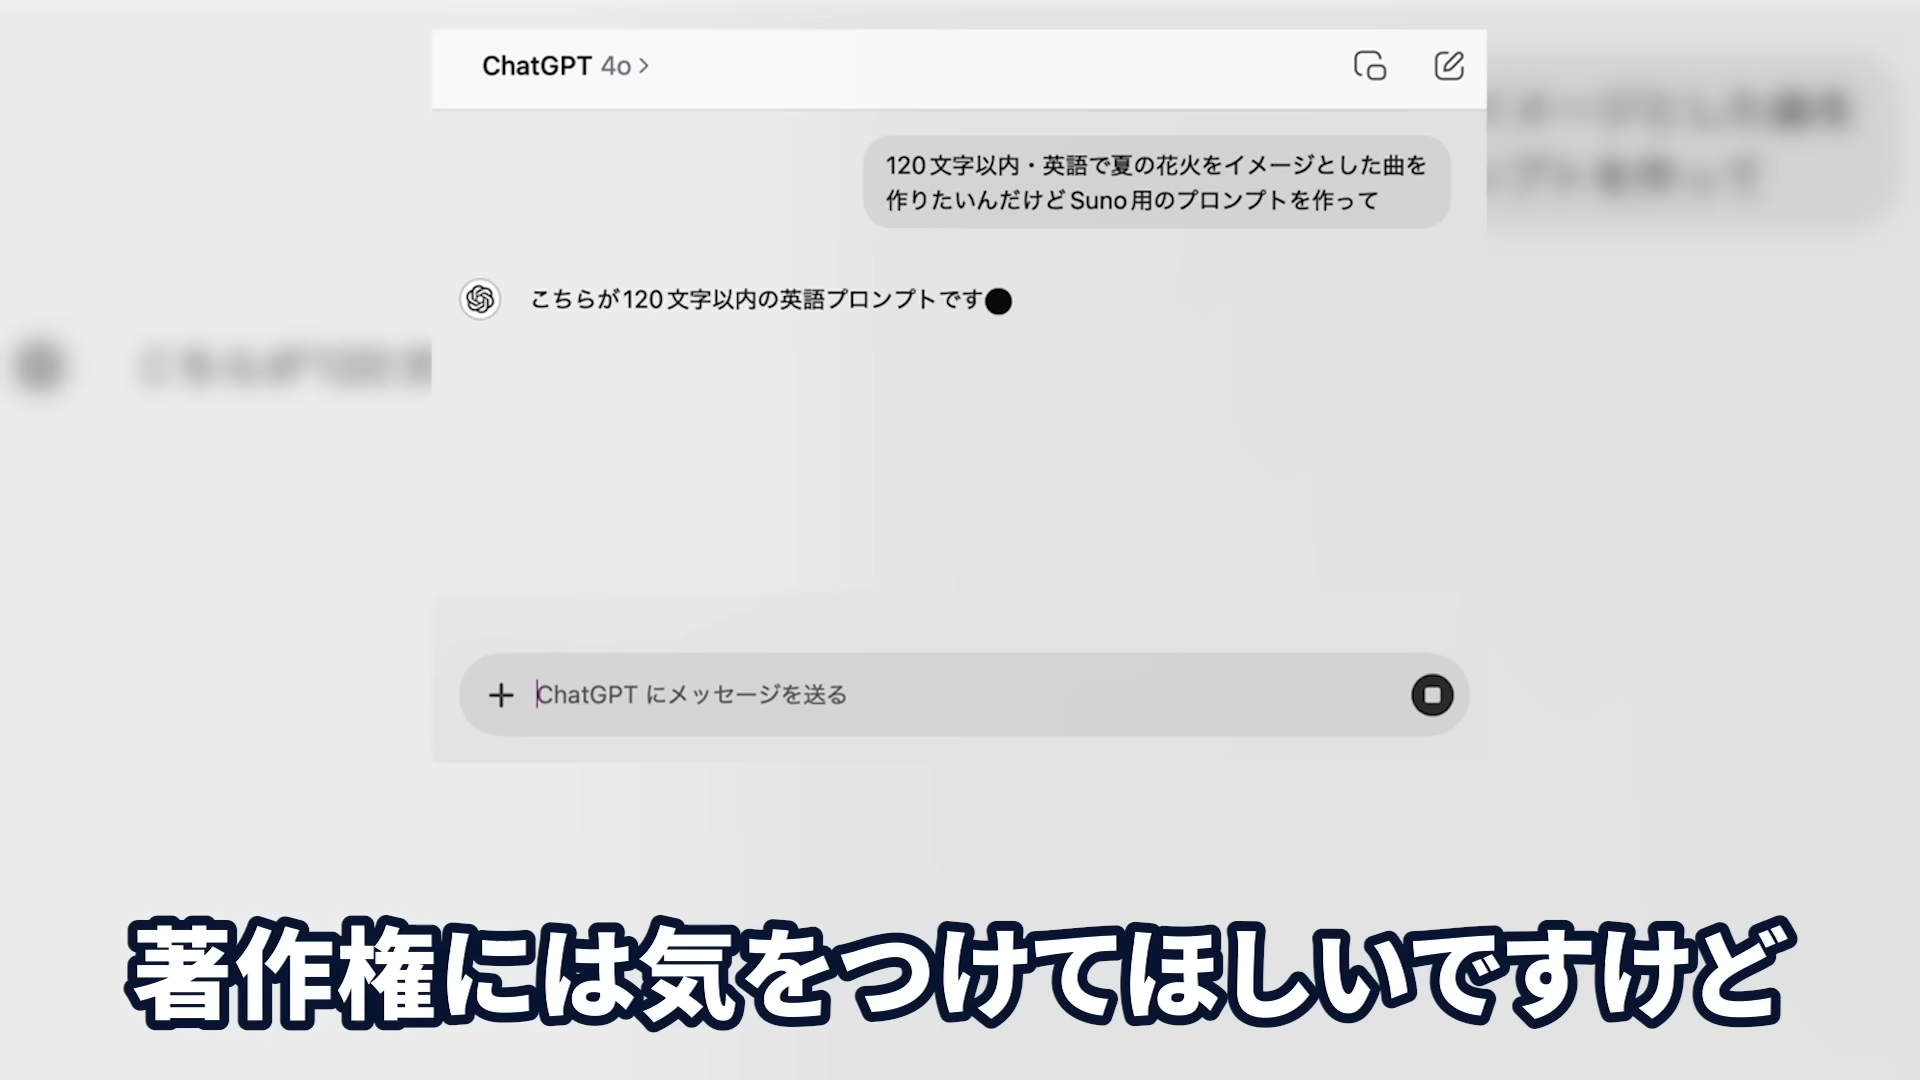 ChatGPT 4o >
120文字以内・英語で夏の花火をイメージとした曲を
作りたいんだけどSuno用のプロンプトを作って
こちらが120文字以内の英語プロンプトです
ChatGPT にメッセージを送る
著作権には気をつけてほしいですけど